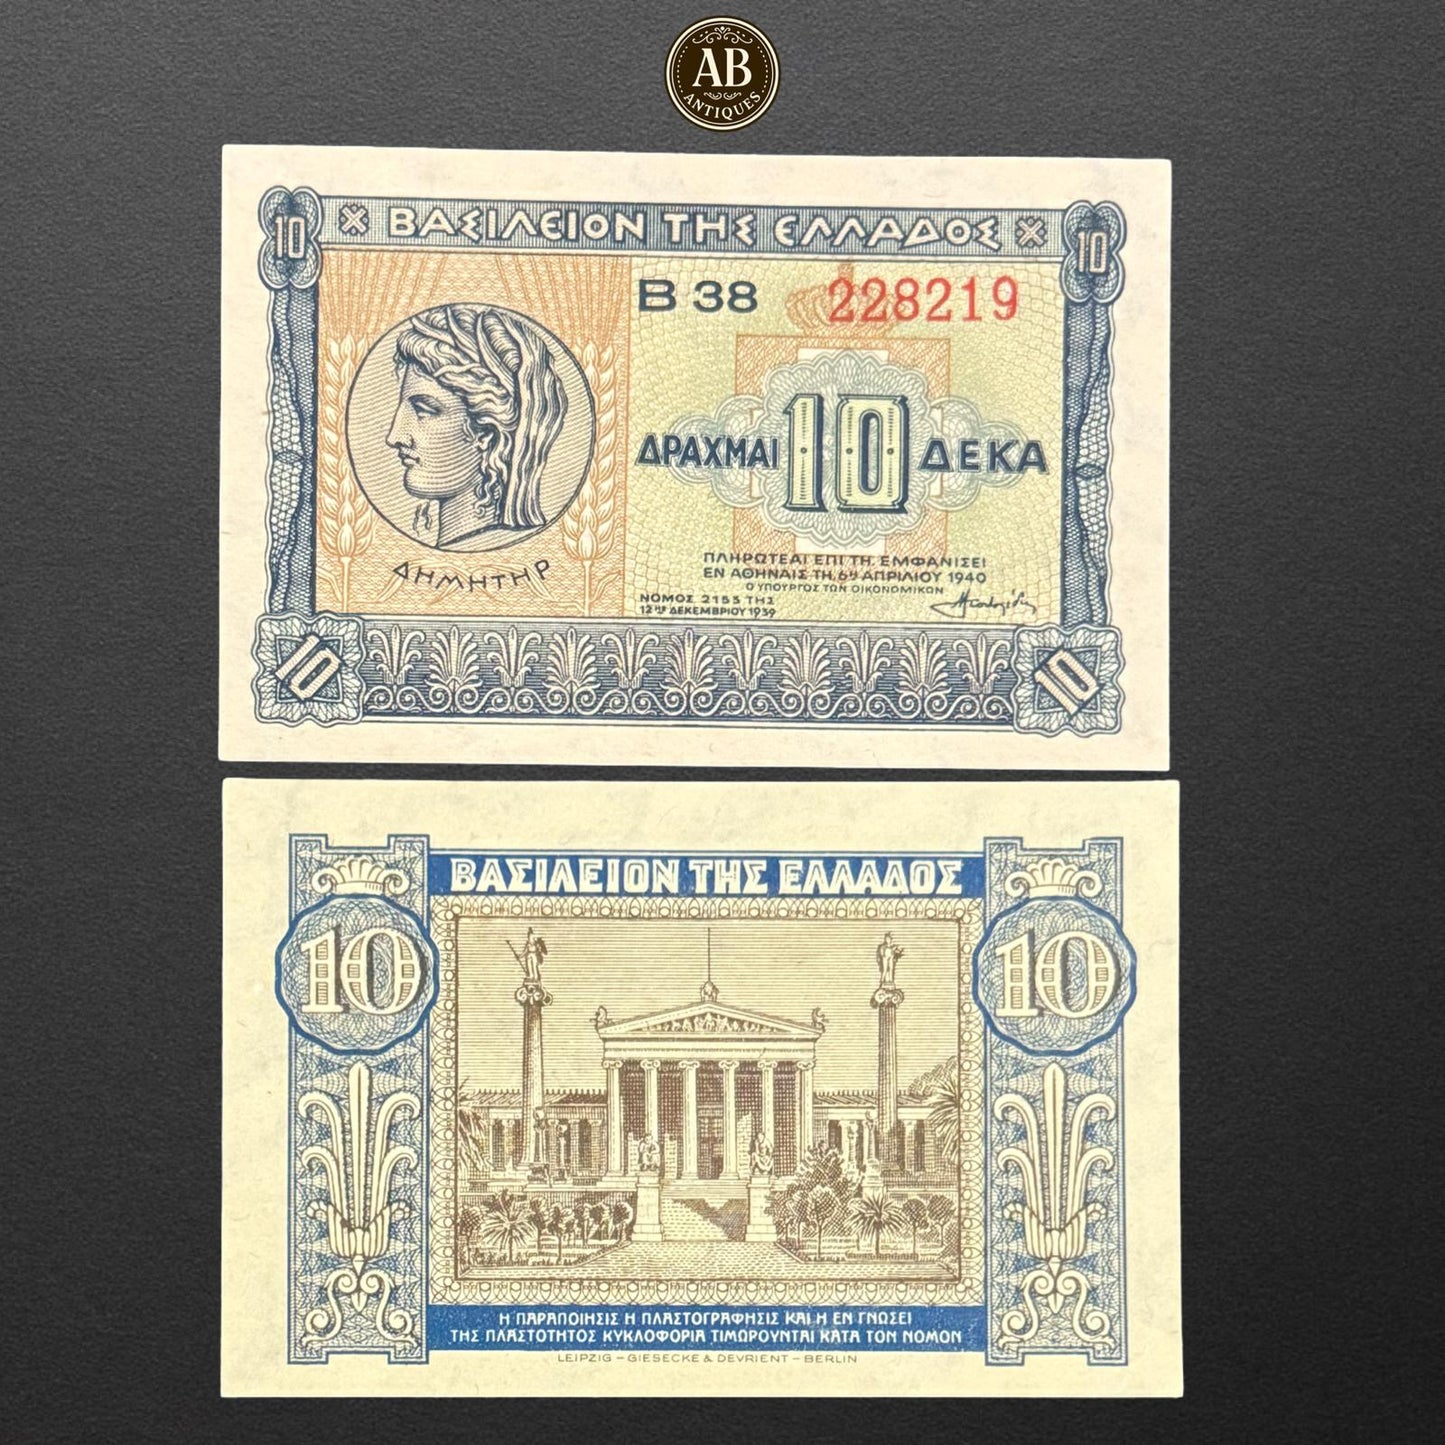 AB
ANTIQUES
10 ΒΑΣΙΛΕΙΟΝ ΤΗΣ ΕΛΛΑΔΟΣ 10
Β 38 228219
ΔΡΑΧΜΑΙ 10 ΔΕΚΑ
ΔΗΜΗΤΗΡ
ΠΛΗΡΩΤΕΑΙ ΕΠΙ ΤΗ ΕΜΦΑΝΙΣΕΙ
ΕΝ ΑΘΗΝΑΙΣ ΤΗ, 6ῃ ΑΠΡΙΛΙΟΥ 1940
Ο ΥΠΟΥΡΓΟΣ ΤΩΝ ΟΙΚΟΝΟΜΙΚΩΝ
ΝΟΜΟΣ 2155 ΤΗΣ
12ης ΔΕΚΕΜΒΡΙΟΥ 1939
10 10
ΒΑΣΙΛΕΙΟΝ ΤΗΣ ΕΛΛΑΔΟΣ
10 10
Η ΠΑΡΑΠΟΙΗΣΙΣ Η ΠΛΑΣΤΟΓΡΑΦΗΣΙΣ ΚΑΙ Η ΕΝ ΓΝΩΣΕΙ
ΤΗΣ ΠΛΑΣΤΟΤΗΤΟΣ ΚΥΚΛΟΦΟΡΙΑ ΤΙΜΩΡΟΥΝΤΑΙ ΚΑΤΑ ΤΟΝ ΝΟΜΟΝ
LEIPZIG – GIESECKE & DEVRIENT – BERLIN